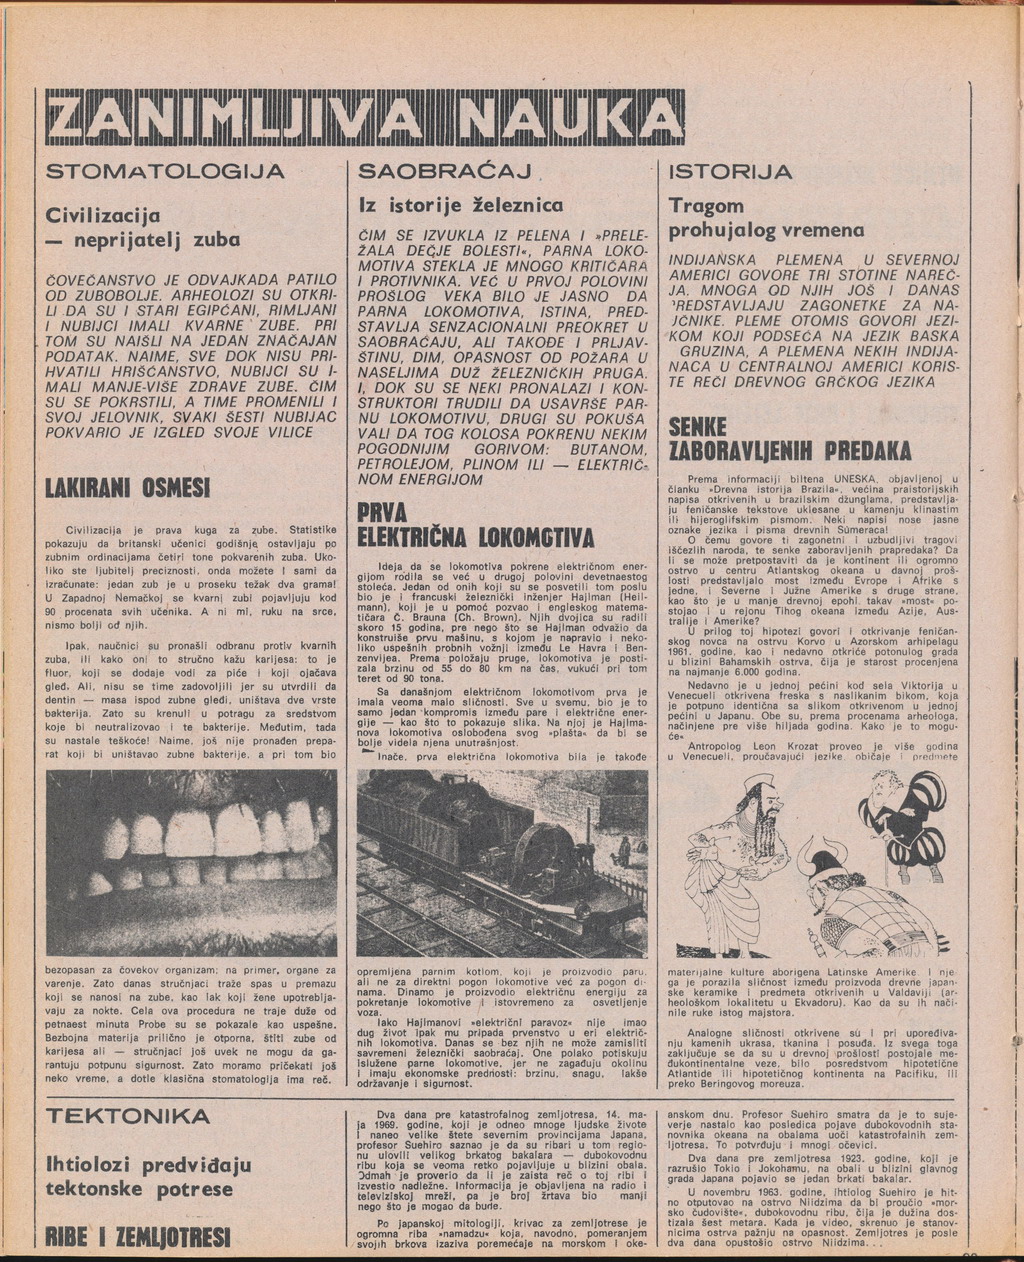 ZANIMLJIVA NAUKA
STOMATOLOGIJA
Civilizacija
— neprijatelj zuba
ČOVEČANSTVO JE ODVAJKADA PATILO
OD ZUBOBOLJE. ARHEOLOZI SU OTKRI-
LI DA SU I STARI EGIPĆANI, RIMLJANI
I NUBIJCI IMALI KVARNE ZUBE. PRI
TOM SU NAIŠLI NA JEDAN ZNAČAJAN
PODATAK. NAIME, SVE DOK NISU PRI-
HVATILI HRIŠĆANSTVO, NUBIJCI SU I-
MALI MANJE-VIŠE ZDRAVE ZUBE. ČIM
SU SE POKRSTILI, A TIME PROMENILI I
SVOJ JELOVNIK, SVAKI ŠESTI NUBIJAC
POKVARIO JE IZGLED SVOJE VILICE
LAKIRANI OSMESI
Civilizacija je prava kuga za zube. Statistike
pokazuju da britanski učenici godišnje ostavljaju po
zubnim ordinacijama četiri tone pokvarenih zuba. Uko-
liko ste ljubitelj preciznosti, onda možete i sami da
izračunate: jedan zub je u proseku težak dva grama!
U Zapadnoj Nemačkoj se kvarni zubi pojavljuju kod
90 procenata svih učenika. A ni mi, ruku na srce,
nismo bolji od njih.
Ipak, naučnici su pronašli odbranu protiv kvarnih
zuba, ili kako oni to stručno kažu karijesa: to je
fluor, koji se dodaje vodi za piće i koji ojačava
gleđ. Ali, nisu se time zadovoljili jer su utvrdili da
dentin — masa ispod zubne gleđi, uništava dve vrste
bakterija. Zato su krenuli u potragu za sredstvom
koje bi neutralizovao i te bakterije. Međutim, tada
su nastale teškoće! Naime, još nije pronađen prepa-
rat koji bi uništavao zubne bakterije, a pri tom bio
bezopasan za čovekov organizam; na primer, organe za
varenje. Zato danas stručnjaci traže spas u premazu
koji se nanosi na zube, kao lak koji žene upotrebljа-
vaju za nokte. Cela ova procedura ne traje duže od
petnaest minuta Probe su se pokazale kao uspešne.
Bezbojna materija prilično je otporna, štiti zube od
karijesa ali — stručnjaci još uvek ne mogu da ga-
rantuju potpunu sigurnost. Zato moramo pričekati još
neko vreme, a dotle klasična stomatologija ima reč.
SAOBRAĆAJ
Iz istorije železnica
ČIM SE IZVUKLA IZ PELENA I »PRELE-
ŽALA DEČJE BOLESTI«, PARNA LOKO-
MOTIVA STEKLA JE MNOGO KRITIČARA
I PROTIVNIKA. VEĆ U PRVOJ POLOVINI
PROŠLOG VEKA BILO JE JASNO DA
PARNA LOKOMOTIVA, ISTINA, PRED-
STAVLJA SENZACIONALNI PREOKRET U
SAOBRAĆAJU, ALI TAKOĐE I PRLJAV-
ŠTINU, DIM, OPASNOST OD POŽARA U
NASELJIMA DUŽ ŽELEZNIČKIH PRUGA.
I, DOK SU SE NEKI PRONALAZI I KON-
STRUKTORI TRUDILI DA USAVRŠE PAR-
NU LOKOMOTIVU, DRUGI SU POKUŠA
VALI DA TOG KOLOSA POKRENU NEKIM
POGODNIJIM GORIVOM: BUTANOM,
PETROLEJOM, PLINOM ILI — ELEKTRIČ-
NOM ENERGIJOM
PRVA
ELEKTRIČNA LOKOMOTIVA
Ideja da se lokomotiva pokrene električnom ener-
gijom rodila se već u drugoj polovini devetnaestog
stoleća. Jedan od onih koji su se posvetili tom poslu
bio je i francuski železnički inženjer Hajlman (Heil-
mann), koji je u pomoć pozvao i engleskog matema-
tičara Č. Brauna (Ch. Brown). Njih dvojica su radili
skoro 15 godina, pre nego što se Hajlman odvažio da
konstruiše prvu mašinu, s kojom je napravio i neko-
liko uspešnih probnih vožnji između Le Havra i Ben-
zenvijea. Prema položaju pruge, lokomotiva je posti-
zala brzinu od 55 do 80 km na čas, vukući pri tom
teret od 90 tona.
Sa današnjom električnom lokomotivom prva je
imala veoma malo sličnosti. Sve u svemu, bio je to
samo jedan kompromis između pare i električne ener-
gije — kao što to pokazuje slika. Na njoj je Hajlma-
nova lokomotiva oslobođena svog »plašta« da bi se
bolje videla njena unutrašnjost.
Inače, prva električna lokomotiva bila je takođe
opremljena parnim kotlom, koji je proizvodio paru,
ali ne za direktni pogon lokomotive već za pogon di-
nama. Dinamo je proizvodio električnu energiju za
pokretanje lokomotive i istovremeno za osvetljenje
voza.
Iako Hajlmanovi »električni paravoz« nije imao
dug život ipak mu pripada prvenstvo u eri električ-
nih lokomotiva. Danas se bez njih ne može zamisliti
savremeni železnički saobraćaj. One polako potiskuju
islužene parne lokomotive, jer ne zagađuju okolinu
i imaju ekonomske prednosti: brzinu, snagu, lakše
održavanje i sigurnost.
ISTORIJA
Tragom
prohujalog vremena
INDIJANSKA PLEMENA U SEVERNOJ
AMERICI GOVORE TRI STOTINE NAREČ-
JA. MNOGA OD NJIH JOŠ I DANAS
REDSTAVLJAJU ZAGONETKE ZA NA-
JČNIKE. PLEME OTOMIS GOVORI JEZI-
KOM KOJI PODSEĆA NA JEZIK BASKA
GRUZINA, A PLEMENA NEKIH INDIJA-
NACA U CENTRALNOJ AMERICI KORIS-
TE REČI DREVNOG GRČKOG JEZIKA
SENKE
ZABORAVLJENIH PREDAKA
Prema informaciji biltena UNESKA, objavljenoj u
članku »Drevna istorija Brazila«, većina praistorijskih
napisa otkrivenih u brazilskim džunglama, predstavlja-
ju feničanske tekstove uklesane u kamenju klinastim
ili hijeroglifskim pismom. Neki napisi nose jasne
oznake jezika i pisma drevnih Sumeraca!
O čemu govore ti zagonetni i uzbudljivi tragovi
iščezlih naroda, te senke zaboravljenih prapredaka? Da
li se može pretpostaviti da je kontinent ili ogromno
ostrvo u centru Atlantskog okeana u davnoj proš-
losti predstavljalo most između Evrope i Afrike s
jedne, i Severne i Južne Amerike s druge strane,
kao što je u manje drevnoj epohi takav »most« po-
stojao i u rejonu Tihog okeana između Azije, Aus-
tralije i Amerike?
U prilog toj hipotezi govori i otkrivanje feničan-
skog novca na ostrvu Korvo u Azorskom arhipelagu
1961. godine, kao i nedavno otkriće potonulog grada
u blizini Bahamskih ostrva, čija je starost procenjena
na najmanje 6.000 godina.
Nedavno je u jednoj pećini kod sela Viktorija u
Venecueli otkrivena freska s naslikanim bikom, koja
je potpuno identična sa slikom otkrivenom u jednoj
pećini u Japanu. Obe su, prema procenama arheologa,
načinjene pre više hiljada godina. Kako je to mogu-
će«
Antropolog Leon Krozat proveo je više godina
u Venecueli, proučavajući jezike običaje i predmete
materijalne kulture aborigena Latinske Amerike I nje-
ga je porazila sličnost između proizvoda drevne japan-
ske keramike i predmeta otkrivenih u Valdaviji (ar-
heološkom lokalitetu u Ekvadoru). Kao da su ih nači-
nile ruke istog majstora.
Analogne sličnosti otkrivene su i pri upoređiva-
nju kamenih ukrasa, tkanina i posuđa. Iz svega toga
zaključuje se da su u drevnoj prošlosti postojale me-
đukontinentalne veze, bilo posredstvom hipotetične
Atlantide ili hipotetičnog kontinenta na Pacifiku, ili
preko Beringovog moreuza.
TEKTONIKA
Ihtiolozi predviđaju
tektonske potrese
RIBE I ZEMLJOTRESI
Dva dana pre katastrofalnog zemljotresa, 14. ma-
ja 1969. godine, koji je odneo mnoge ljudske živote
i naneo velike štete severnim provincijama Japana,
profesor Suehiro saznao je da su ribari u tom regio-
nu ulovili velikog brkatog bakalara — dubokovodnu
ribu koja se veoma retko pojavljuje u blizini obala.
Odmah je proverio da li je zaista reč o toj ribi i
izvestio nadležne. Informacija je objavljena na radio i
televiziskoj mreži, pa je broj žrtava bio manji
nego što je mogao da bude.
Po japanskoj mitologiji, krivac za zemljotrese je
ogromna riba »namadzu« koja, navodno, pomeranjem
svojih brkova izaziva poremećaje na morskom i oke-
anskom dnu. Profesor Suehiro smatra da je to suje-
verje nastalo kao posledica pojave dubokovodnih sta-
novnika okeana na obalama uoči katastrofalnih zem-
ljotresa. To potvrđuju i mnogi očevici.
Dva dana pre zemljotresa 1923. godine, koji je
razrušio Tokio i Jokohamu, na obali u blizini glavnog
grada Japana pojavio se jedan brkati bakalar.
U novembru 1963. godine, ihtiolog Suehiro je hit-
no otputovao na ostrvo Niidzima da bi proučio »mor-
sko čudovište«, dubokovodnu ribu, čija je dužina dos-
tizala šest metara. Kada je video, skrenuo je stanov-
nicima ostrva pažnju na opasnost. Zemljotres je posle
dva dana opustošio ostrvo Niidzima...